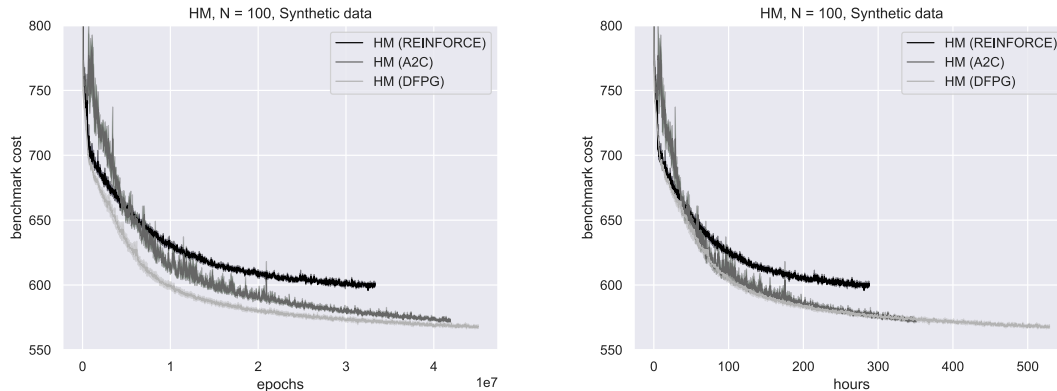 HM, N = 100, Synthetic data
800
750
700
650
600
550
benchmark cost
HM (REINFORCE)
HM (A2C)
HM (DFPG)
0
1
2
3
4
1e7
epochs
HM, N = 100, Synthetic data
800
750
700
650
600
550
benchmark cost
HM (REINFORCE)
HM (A2C)
HM (DFPG)
0
100
200
300
400
500
hours